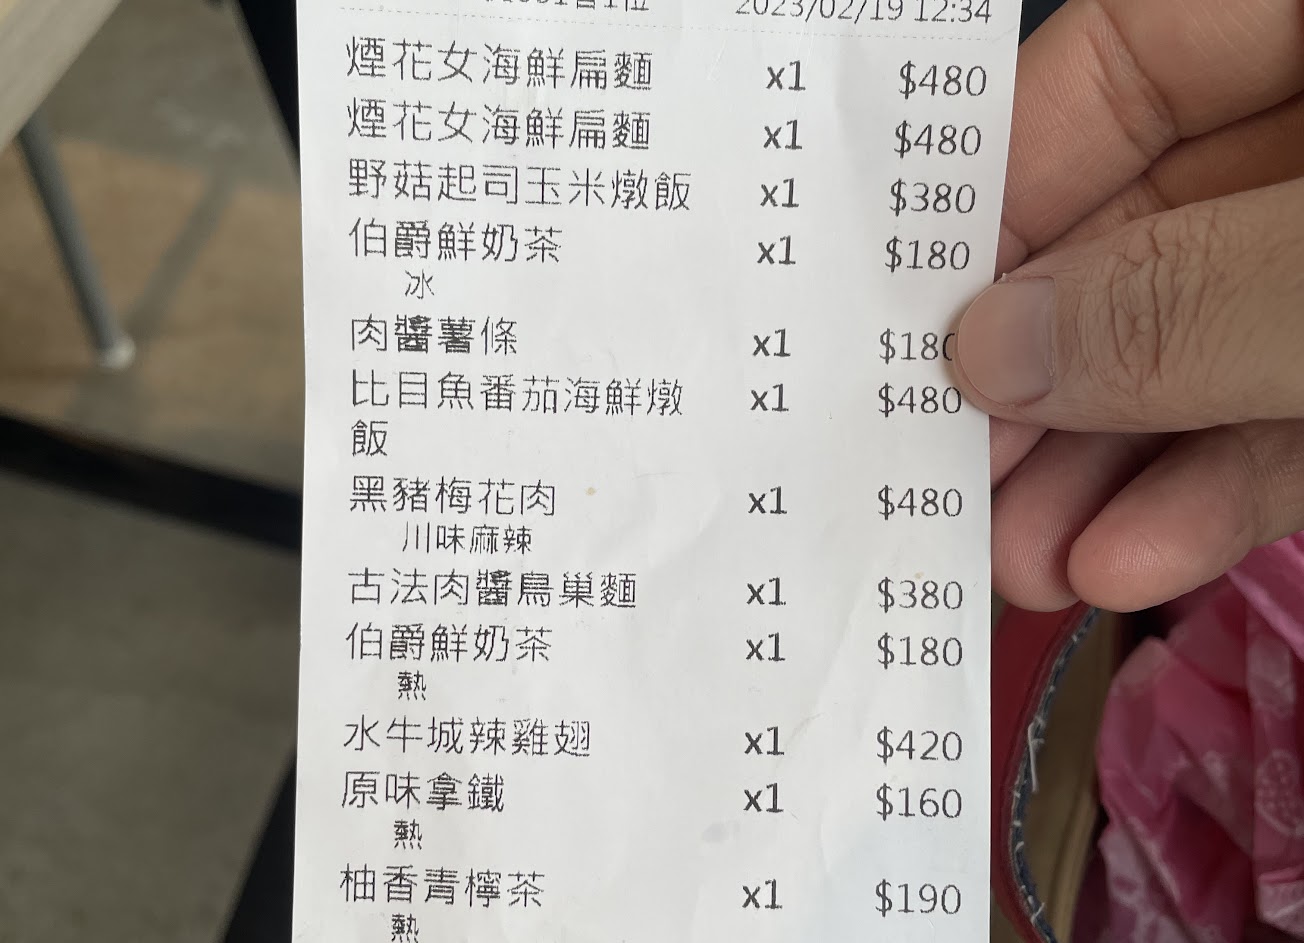 2023/02/19 12:34
煙花女海鮮扁麵 x1 $480
煙花女海鮮扁麵 x1 $480
野菇起司玉米燉飯 x1 $380
伯爵鮮奶茶 x1 $180
冰
肉醬薯條 x1 $180
比目魚番茄海鮮燉 x1 $480
飯
黑豬梅花肉 x1 $480
川味麻辣
古法肉醬鳥巢麵 x1 $380
伯爵鮮奶茶 x1 $180
熱
水牛城辣雞翅 x1 $420
原味拿鐵 x1 $160
熱
柚香青檸茶 x1 $190
熱